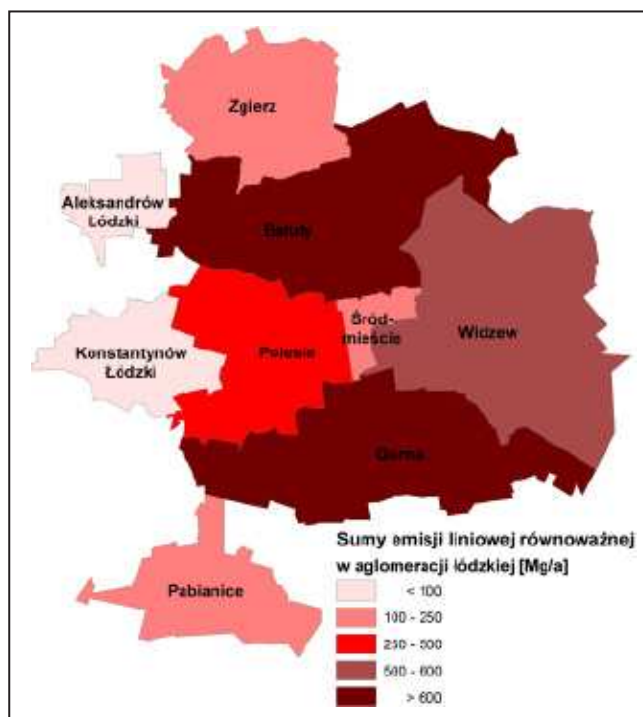 Zgierz
Aleksandrów
Łódzki
Bałuty
Śród-
mieście
Widzew
Konstantynów
Łódzki
Polesie
Górna
Pabianice
Sumy emisji liniowej równoważnej
w aglomeracji łódzkiej [Mg/a]
< 100
100 - 250
250 - 500
500 - 600
> 600